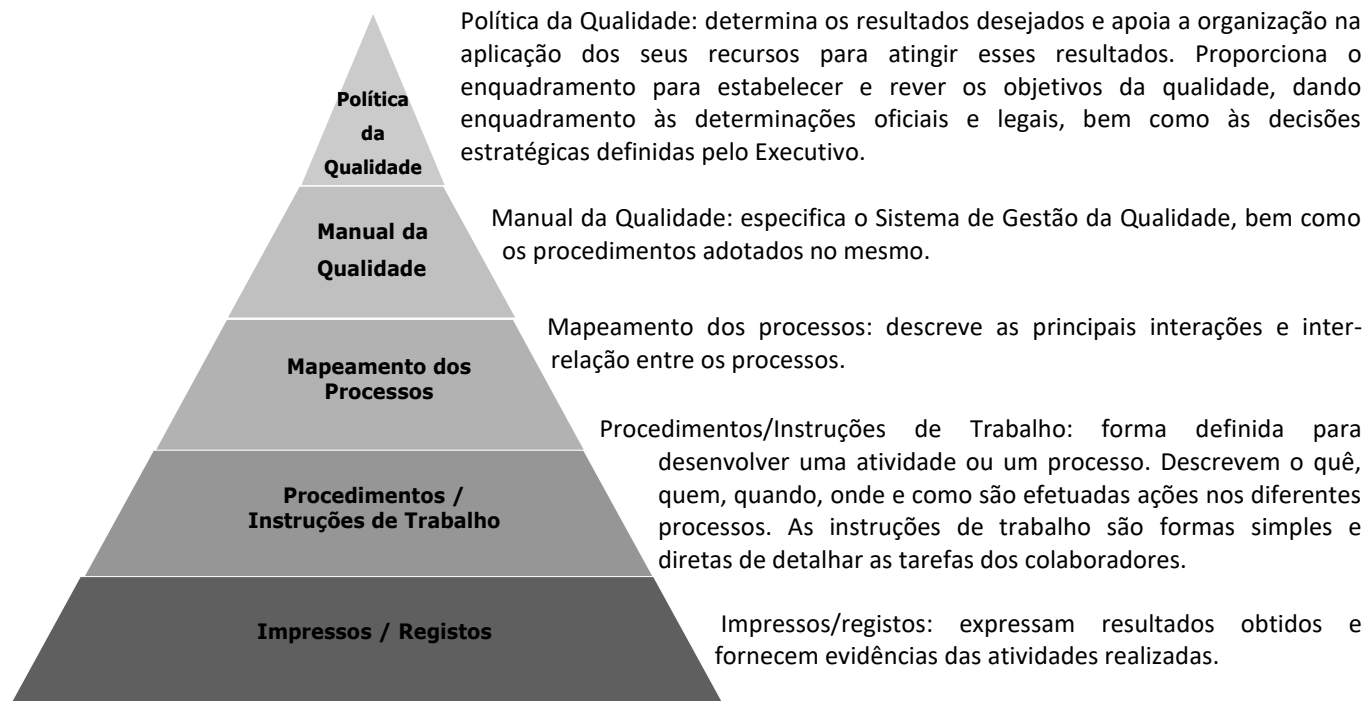 Política da Qualidade: determina os resultados desejados e apoia a organização na
aplicação dos seus recursos para atingir esses resultados. Proporciona o
enquadramento para estabelecer e rever os objetivos da qualidade, dando
enquadramento às determinações oficiais e legais, bem como às decisões
estratégicas definidas pelo Executivo.
Política
da
Qualidade
Manual da Qualidade: especifica o Sistema de Gestão da Qualidade, bem como
os procedimentos adotados no mesmo.
Manual da
Qualidade
Mapeamento dos processos: descreve as principais interações e inter-
relação entre os processos.
Mapeamento dos
Processos
Procedimentos/Instruções de Trabalho: forma definida para
desenvolver uma atividade ou um processo. Descrevem o quê,
quem, quando, onde e como são efetuadas ações nos diferentes
processos. As instruções de trabalho são formas simples e
diretas de detalhar as tarefas dos colaboradores.
Procedimentos /
Instruções de Trabalho
Impressos/registos: expressam resultados obtidos e
fornecem evidências das atividades realizadas.
Impressos / Registos